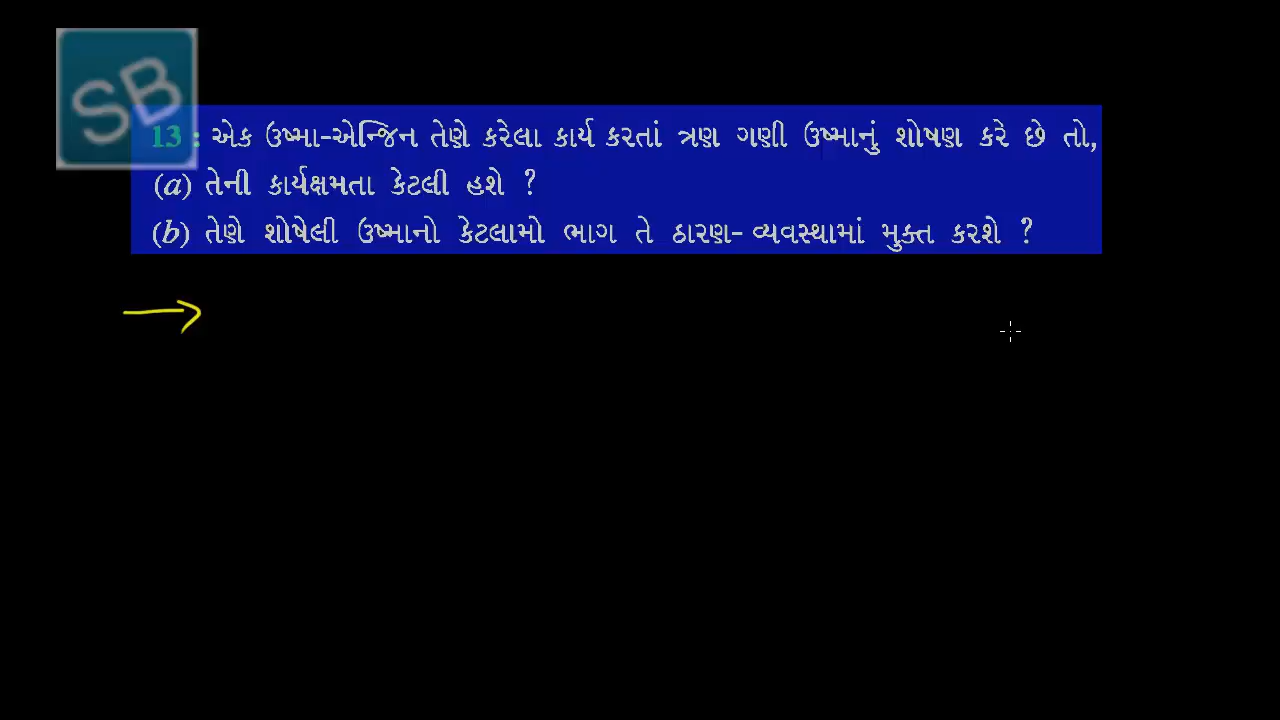 SB
13 : એક ઉષ્મા-એન્જિન તેણે કરેલા કાર્ય કરતાં ત્રણ ગણી ઉષ્માનું શોષણ કરે છે તો,
(a) તેની કાર્યક્ષમતા કેટલી હશે ?
(b) તેણે શોષેલી ઉષ્માનો કેટલામો ભાગ તે ઠારણ- વ્યવસ્થામાં મુક્ત કરશે ?